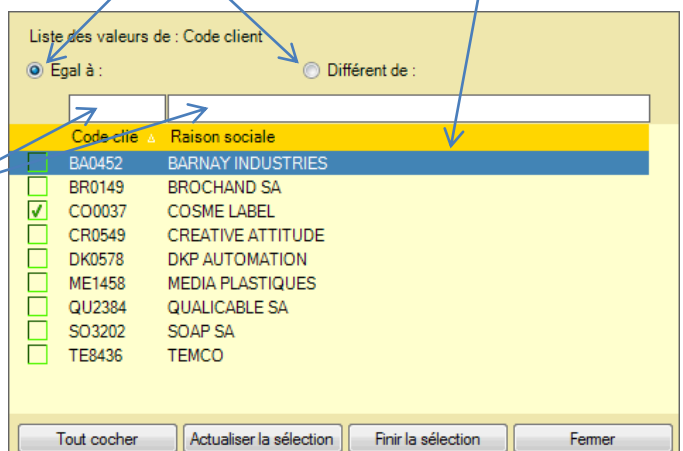 Liste des valeurs de : Code client
Egal à : Différent de :
Code clie Raison sociale
BA0452 BARNAY INDUSTRIES
BR0149 BROCHAND SA
CO0037 COSME LABEL
CR0549 CREATIVE ATTITUDE
DK0578 DKP AUTOMATION
ME1458 MEDIA PLASTIQUES
QU2384 QUALICABLE SA
SO3202 SOAP SA
TE8436 TEMCO
Tout cocher Actualiser la sélection Finir la sélection Fermer